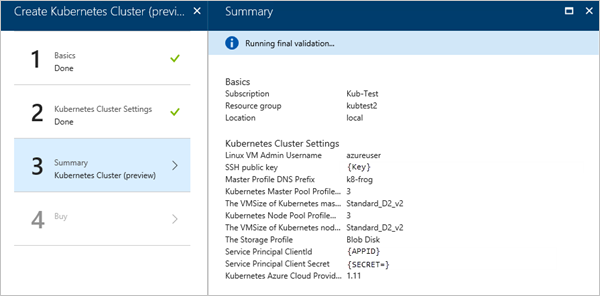 Create Kubernetes Cluster (previ...
1 Basics
Done
2 Kubernetes Cluster Settings
Done
3 Summary
Kubernetes Cluster (preview)
4 Buy
Summary
Running final validation...
Basics
Subscription Kub-Test
Resource group kubtest2
Location local
Kubernetes Cluster Settings
Linux VM Admin Username azureuser
SSH public key {Key}
Master Profile DNS Prefix k8-frog
Kubernetes Master Pool Profile... 3
The VMSize of Kubernetes mas... Standard_D2_v2
Kubernetes Node Pool Profile... 3
The VMSize of Kubernetes nod... Standard_D2_v2
The Storage Profile Blob Disk
Service Principal ClientId {APPID}
Service Principal Client Secret {SECRET=}
Kubernetes Azure Cloud Provid... 1.11